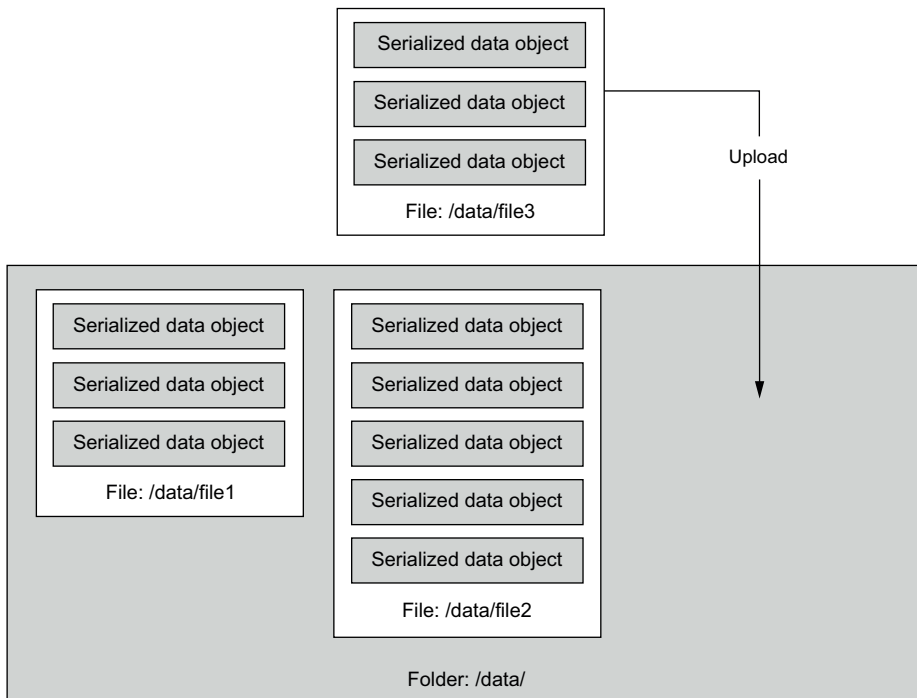 Serialized data object
Serialized data object
Serialized data object
File: /data/file3
Upload
Serialized data object
Serialized data object
Serialized data object
File: /data/file1
Serialized data object
Serialized data object
Serialized data object
Serialized data object
Serialized data object
File: /data/file2
Folder: /data/